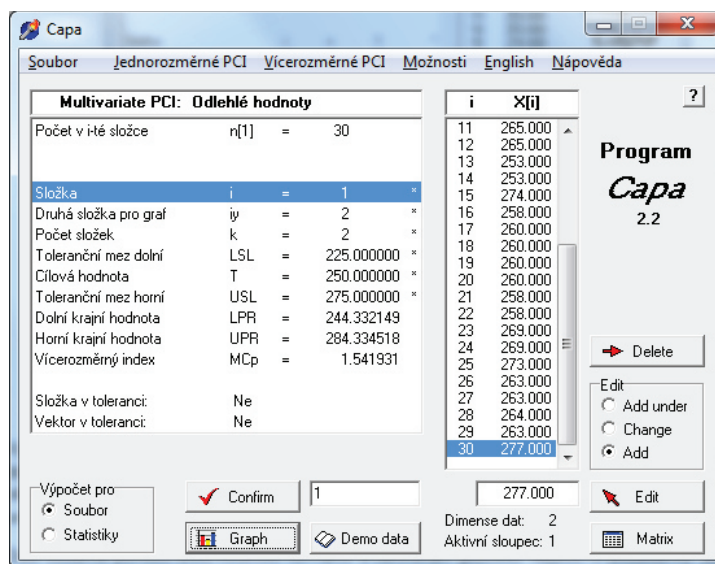 Capa
Soubor Jednorozměrné PCI Vícerozměrné PCI Možnosti English Nápověda
Multivariate PCI: Odlehlé hodnoty
Počet v i-té složce n[1] = 30
Složka i = 1 *
Druhá složka pro graf iy = 2 *
Počet složek k = 2 *
Toleranční mez dolní LSL = 225.000000 *
Cílová hodnota T = 250.000000 *
Toleranční mez horní USL = 275.000000 *
Dolní krajní hodnota LPR = 244.332149
Horní krajní hodnota UPR = 284.334518
Vícerozměrný index MCp = 1.541931
Složka v toleranci: Ne
Vektor v toleranci: Ne
i X[i]
11 265.000
12 265.000
13 253.000
14 253.000
15 274.000
16 258.000
17 260.000
18 260.000
19 260.000
20 260.000
21 258.000
22 258.000
23 269.000
24 269.000
25 273.000
26 263.000
27 263.000
28 264.000
29 263.000
30 277.000
?
Program
Capa
2.2
Delete
Edit
Add under
Change
Add
Výpočet pro
Soubor
Statistiky
Confirm
1
Graph
Demo data
277.000
Dimense dat: 2
Aktivní sloupec: 1
Edit
Matrix